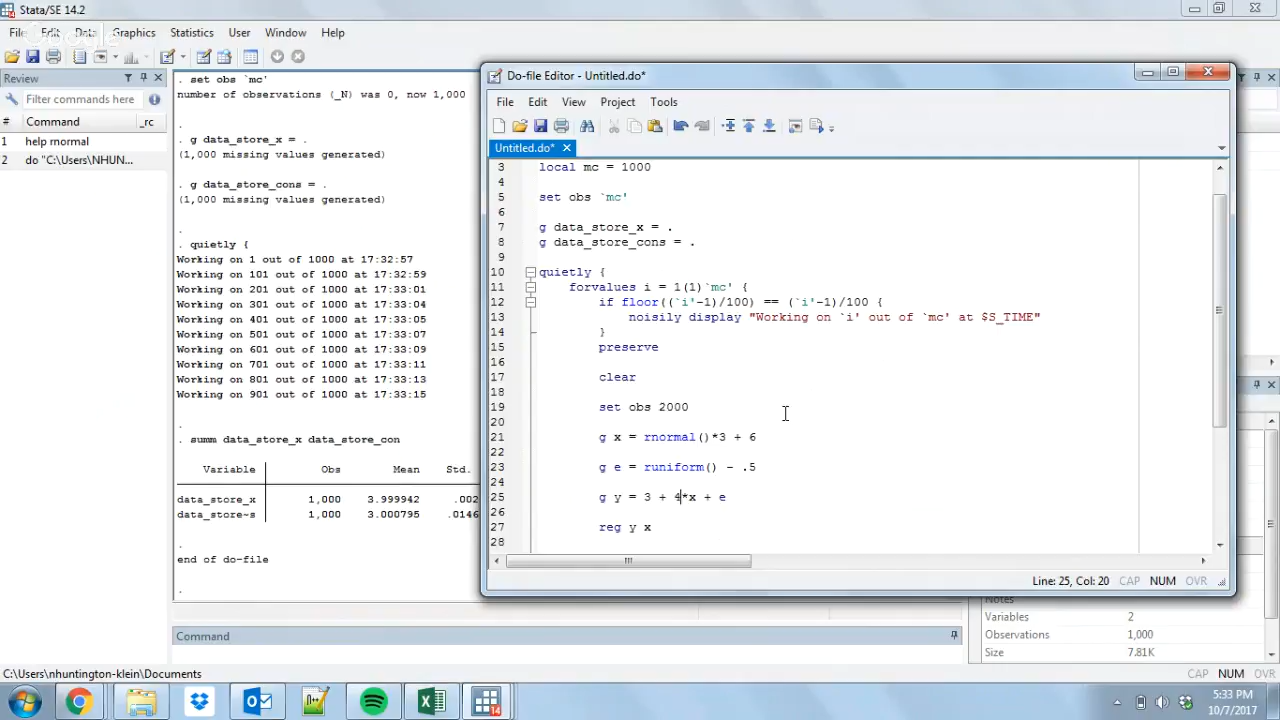 Stata/SE 14.2
File Edit Data Graphics Statistics User Window Help
Google
Review
Filter commands here
# Command _rc
1 help rnormal
2 do "C:\Users\NHUN...
. set obs `mc'
number of observations (_N) was 0, now 1,000
.
. g data_store_x = .
(1,000 missing values generated)
. g data_store_cons = .
(1,000 missing values generated)
.
. quietly {
Working on 1 out of 1000 at 17:32:57
Working on 101 out of 1000 at 17:32:59
Working on 201 out of 1000 at 17:33:01
Working on 301 out of 1000 at 17:33:04
Working on 401 out of 1000 at 17:33:05
Working on 501 out of 1000 at 17:33:07
Working on 601 out of 1000 at 17:33:09
Working on 701 out of 1000 at 17:33:11
Working on 801 out of 1000 at 17:33:13
Working on 901 out of 1000 at 17:33:15
.
. summ data_store_x data_store_con
Variable Obs Mean Std.
data_store_x 1,000 3.999942 .002
data_store~s 1,000 3.000795 .0146
.
end of do-file
.
Command
Do-file Editor - Untitled.do*
File Edit View Project Tools
Untitled.do*
3 local mc = 1000
4
5 set obs `mc'
6
7 g data_store_x = .
8 g data_store_cons = .
9
10 quietly {
11 forvalues i = 1(1)`mc' {
12 if floor((`i'-1)/100) == (`i'-1)/100 {
13 noisily display "Working on `i' out of `mc' at $S_TIME"
14 }
15 preserve
16
17 clear
18
19 set obs 2000
20
21 g x = rnormal()*3 + 6
22
23 g e = runiform() - .5
24
25 g y = 3 + 4*x + e
26
27 reg y x
28
Line: 25, Col: 20 CAP NUM OVR
Notes
Variables 2
Observations 1,000
Size 7.81K
C:\Users\nhuntington-klein\Documents
CAP NUM OVR
14
5:33 PM
10/7/2017